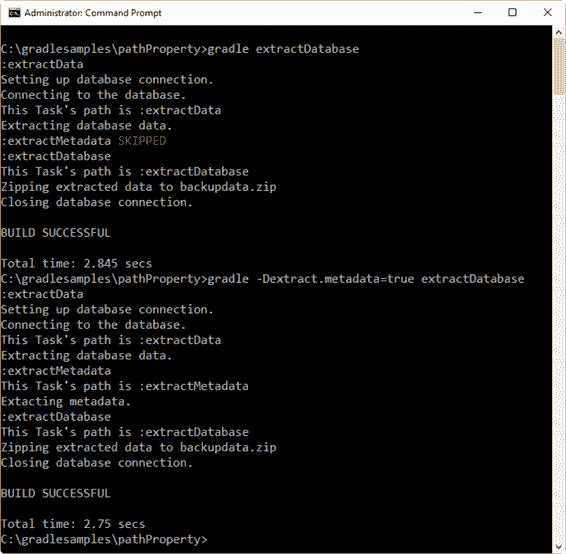 Administrator: Command Prompt
C:\gradlesamples\pathProperty>gradle extractDatabase
:extractData
Setting up database connection.
Connecting to the database.
This Task's path is :extractData
Extracting database data.
:extractMetadata SKIPPED
:extractDatabase
This Task's path is :extractDatabase
Zipping extracted data to backupdata.zip
Closing database connection.
BUILD SUCCESSFUL
Total time: 2.845 secs
C:\gradlesamples\pathProperty>gradle -Dextract.metadata=true extractDatabase
:extractData
Setting up database connection.
Connecting to the database.
This Task's path is :extractData
Extracting database data.
:extractMetadata
This Task's path is :extractMetadata
Extacting metadata.
:extractDatabase
This Task's path is :extractDatabase
Zipping extracted data to backupdata.zip
Closing database connection.
BUILD SUCCESSFUL
Total time: 2.75 secs
C:\gradlesamples\pathProperty>